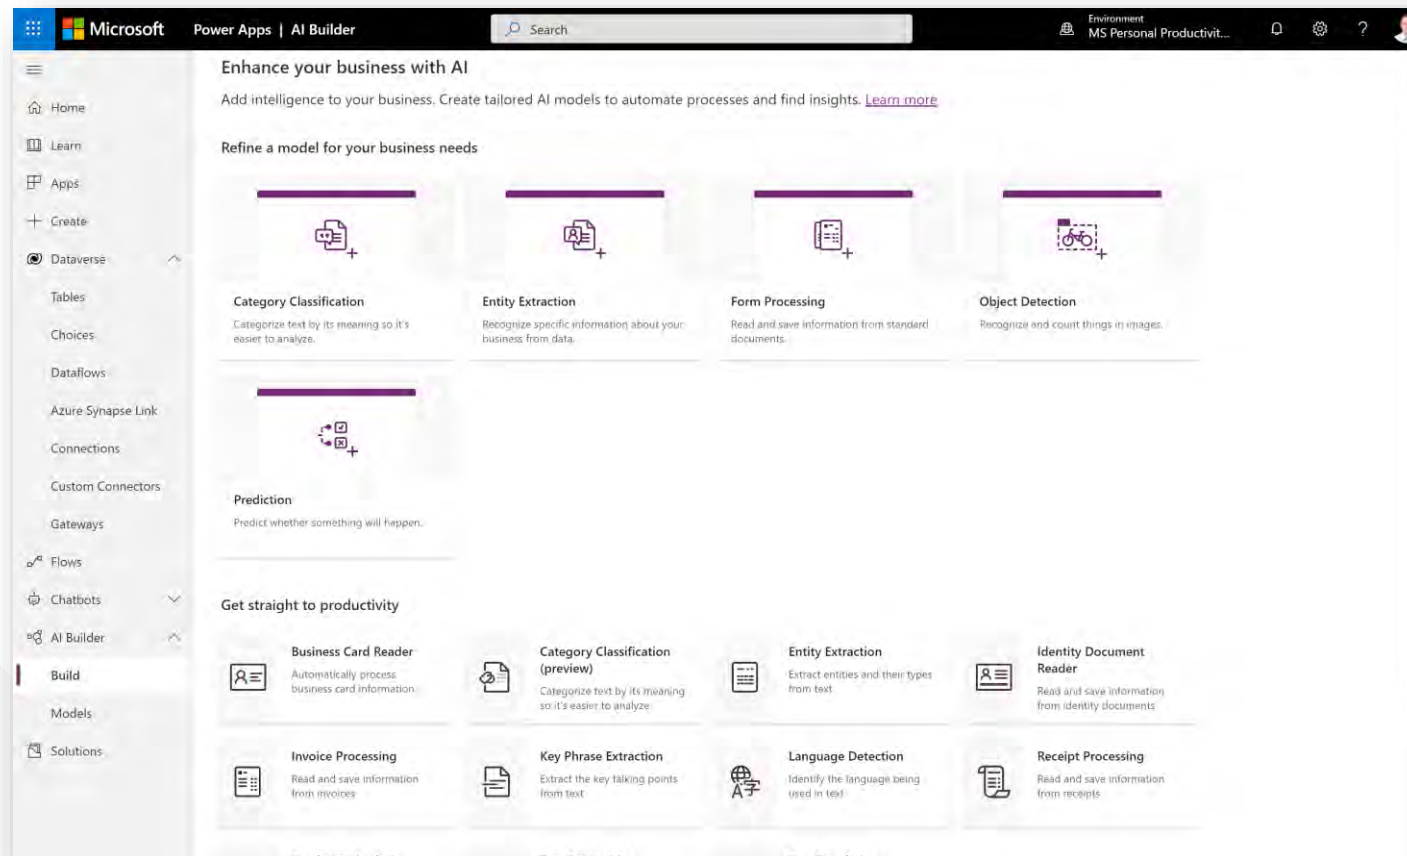 Microsoft Power Apps | AI Builder
Search
Environment
MS Personal Productivit...
?
Home
Learn
Apps
Create
Dataverse
Tables
Choices
Dataflows
Azure Synapse Link
Connections
Custom Connectors
Gateways
Flows
Chatbots
AI Builder
Build
Models
Solutions
Enhance your business with AI
Add intelligence to your business. Create tailored AI models to automate processes and find insights. Learn more
Refine a model for your business needs
Category Classification
Categorize text by its meaning so it's
easier to analyze.
Entity Extraction
Recognize specific information about your
business from data.
Form Processing
Read and save information from standard
documents.
Object Detection
Recognize and count things in images.
Prediction
Predict whether something will happen.
Get straight to productivity
Business Card Reader
Automatically process
business card information
Category Classification
(preview)
Categorize text by its meaning
so it's easier to analyze
Entity Extraction
Extract entities and their types
from text
Identity Document
Reader
Read and save information
from identity documents
Invoice Processing
Read and save information
from invoices
Key Phrase Extraction
Extract the key talking points
from text
Language Detection
Identify the language being
used in text
Receipt Processing
Read and save information
from receipts